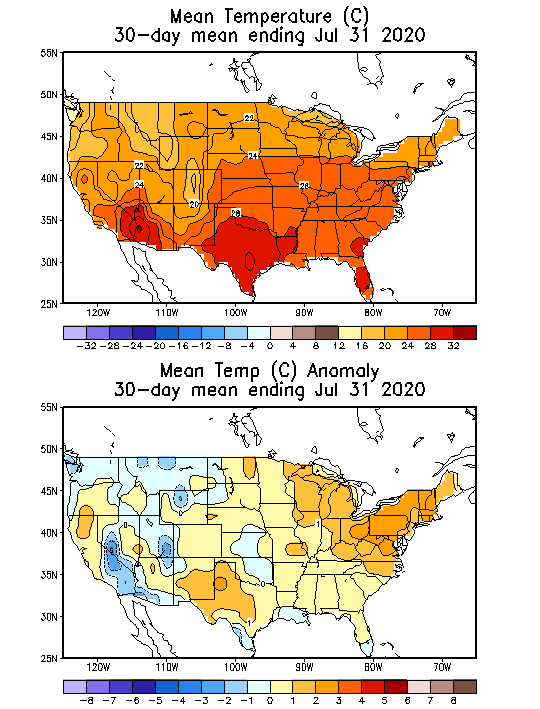 Mean Temperature (C)
30-day mean ending Jul 31 2020
55N
50N
45N
40N
35N
30N
25N
22
24
22
24
26
20
26
120W 110W 100W 90W 80W 70W
-32 -28 -24 -20 -16 -12 -8 -4 0 4 8 12 16 20 24 28 32
Mean Temp (C) Anomaly
30-day mean ending Jul 31 2020
55N
50N
45N
40N
35N
30N
25N
0
1
0
1
120W 110W 100W 90W 80W 70W
-8 -7 -6 -5 -4 -3 -2 -1 0 1 2 3 4 5 6 7 8